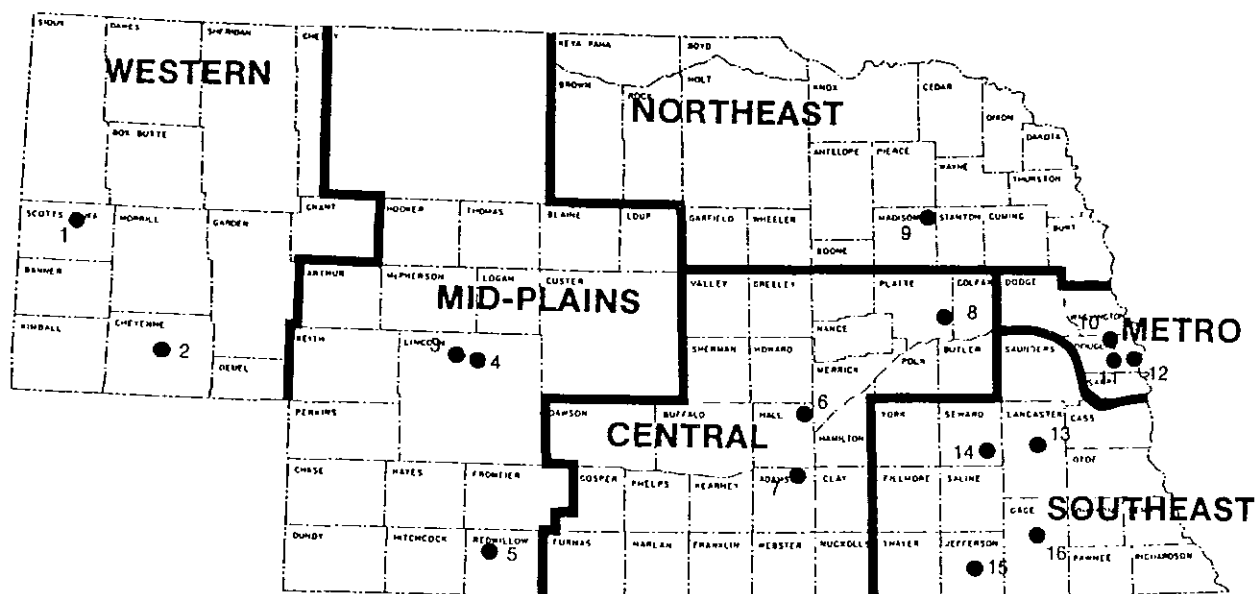 SIOUX
DAWES
SHERIDAN
KEYA PAHA
BOYD
WESTERN
BROWN
ROCK
HOLT
KNOX
CEDAR
NORTHEAST
DIXON
DAKOTA
BOX BUTTE
ANTELOPE
PIERCE
WAYNE
THURSTON
SCOTTS
1
MORRILL
GARDEN
GRANT
HOOKER
THOMAS
BLAINE
LOUP
GARFIELD
WHEELER
BOONE
MADISON
9
STANTON
CUMING
BURT
BANNER
ARTHUR
McPHERSON
LOGAN
CUSTER
MID-PLAINS
VALLEY
GREELEY
PLATTE
COLFAX
DODGE
KIMBALL
CHEYENNE
2
DEUEL
KEITH
LINCOLN
3
4
NANCE
8
10
METRO
SHERMAN
HOWARD
MERRICK
POLK
BUTLER
SAUNDERS
11
12
PERKINS
DAWSON
BUFFALO
HALL
6
CENTRAL
HAMILTON
YORK
SEWARD
LANCASTER
CASS
14
13
CHASE
HAYES
FRONTIER
GOSPER
PHELPS
KEARNEY
ADAMS
7
CLAY
FILLMORE
SALINE
OTOE
GAGE
SOUTHEAST
DUNDY
HITCHCOCK
REDWILLOW
5
FURNAS
HARLAN
FRANKLIN
WEBSTER
NUCKOLLS
THAYER
JEFFERSON
15
16
PAWNEE
RICHARDSON